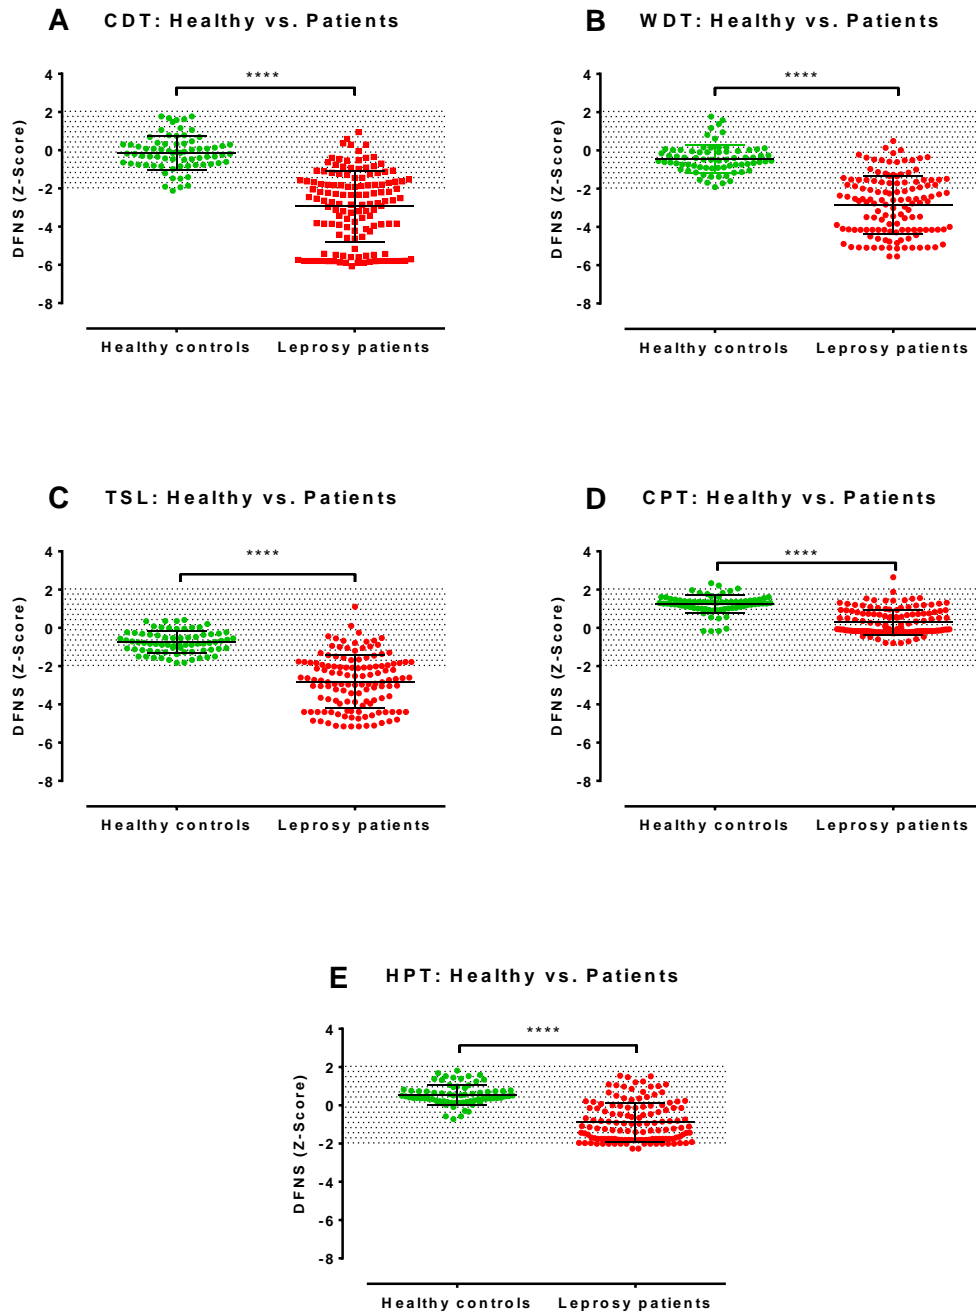 A CDT: Healthy vs. Patients
****
DFNS (Z-Score)
4
2
0
-2
-4
-6
-8
Healthy controls Leprosy patients
B WDT: Healthy vs. Patients
****
DFNS (Z-Score)
4
2
0
-2
-4
-6
-8
Healthy controls Leprosy patients
C TSL: Healthy vs. Patients
****
DFNS (Z-Score)
4
2
0
-2
-4
-6
-8
Healthy controls Leprosy patients
D CPT: Healthy vs. Patients
****
DFNS (Z-Score)
4
2
0
-2
-4
-6
-8
Healthy controls Leprosy patients
E HPT: Healthy vs. Patients
****
DFNS (Z-Score)
4
2
0
-2
-4
-6
-8
Healthy controls Leprosy patients